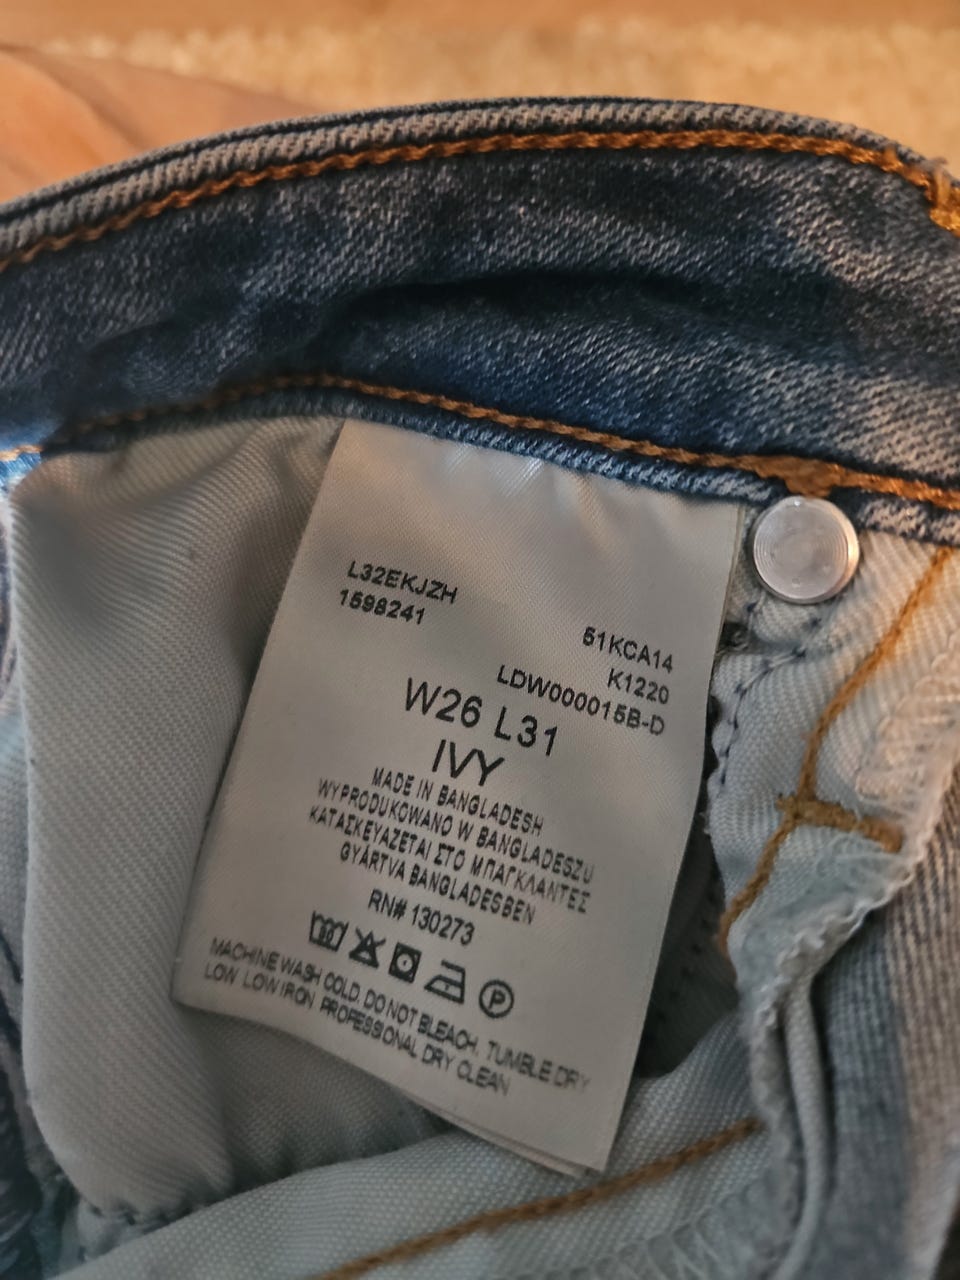 L32EKJZH
1598241
51KCA14
K1220
LDW000015B-D
W26 L31
IVY
MADE IN BANGLADESH
WYPRODUKOWANO W BANGLADESZU
ΚΑΤΑΣΚΕΥΑΖΕΤΑΙ ΣΤΟ ΜΠΑΓΚΛΑΝΤΕΣ
GYÁRTVA BANGLADESBEN
RN# 130273
P
MACHINE WASH COLD. DO NOT BLEACH. TUMBLE DRY
LOW LOW IRON PROFESSIONAL DRY CLEAN